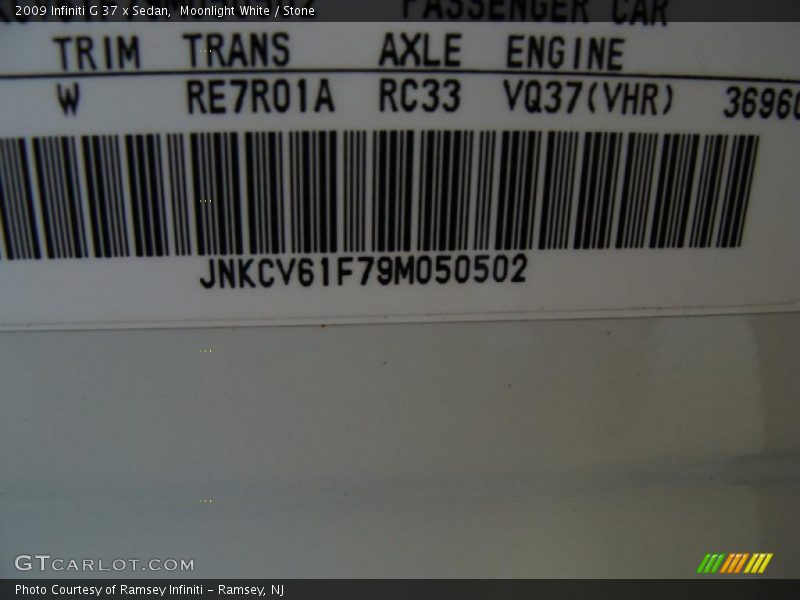 2009 Infiniti G 37 x Sedan,  Moonlight White / Stone
PASSENGER CAR
TRIM TRANS AXLE ENGINE
W RE7R01A RC33 VQ37(VHR) 36960
JNKCV61F79M050502
GTCARLOT.COM
Photo Courtesy of Ramsey Infiniti – Ramsey, NJ